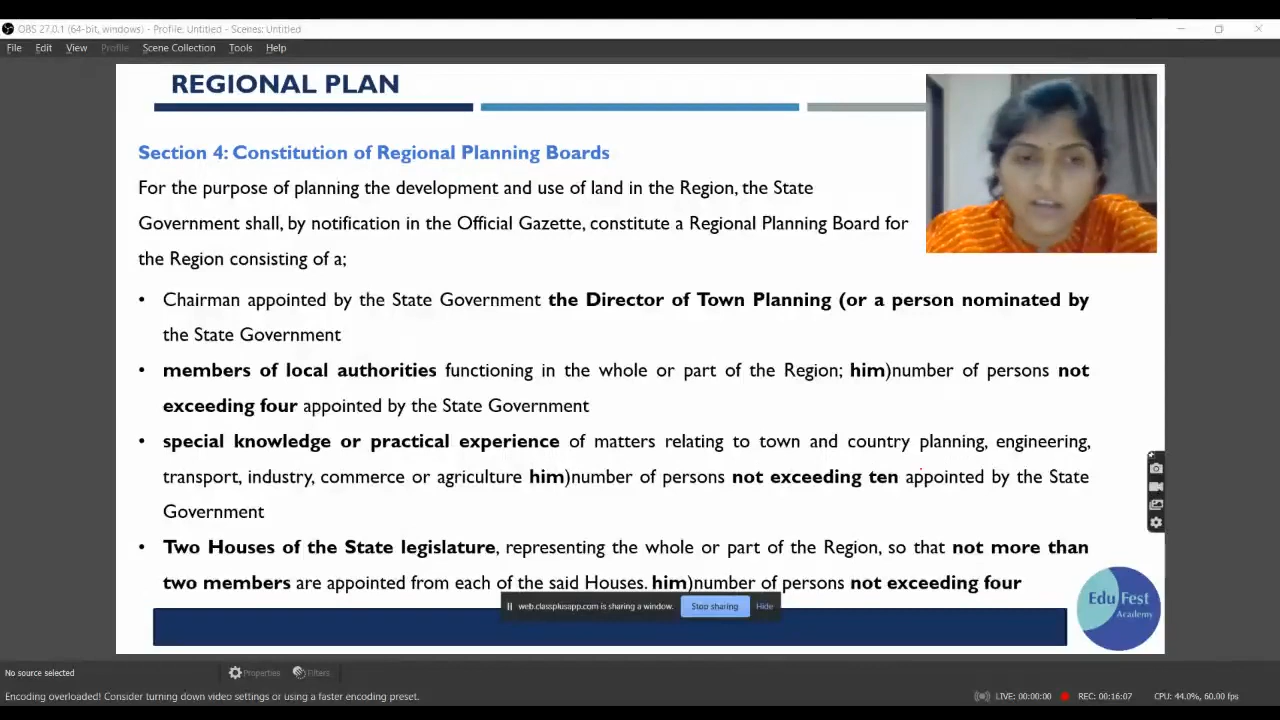 OBS 27.0.1 (64-bit, windows) - Profile: Untitled - Scenes: Untitled
File Edit View Profile Scene Collection Tools Help
REGIONAL PLAN
Section 4: Constitution of Regional Planning Boards
For the purpose of planning the development and use of land in the Region, the State
Government shall, by notification in the Official Gazette, constitute a Regional Planning Board for
the Region consisting of a;
• Chairman appointed by the State Government the Director of Town Planning (or a person nominated by
the State Government
• members of local authorities functioning in the whole or part of the Region; him)number of persons not
exceeding four appointed by the State Government
• special knowledge or practical experience of matters relating to town and country planning, engineering,
transport, industry, commerce or agriculture him)number of persons not exceeding ten appointed by the State
Government
• Two Houses of the State legislature, representing the whole or part of the Region, so that not more than
two members are appointed from each of the said Houses. him)number of persons not exceeding four
web.classplusapp.com is sharing a window. Stop sharing Hide
Edu Fest
Academy
No source selected Properties Filters
Encoding overloaded! Consider turning down video settings or using a faster encoding preset. LIVE: 00:00:00 REC: 00:16:07 CPU: 44.0%, 60.00 fps